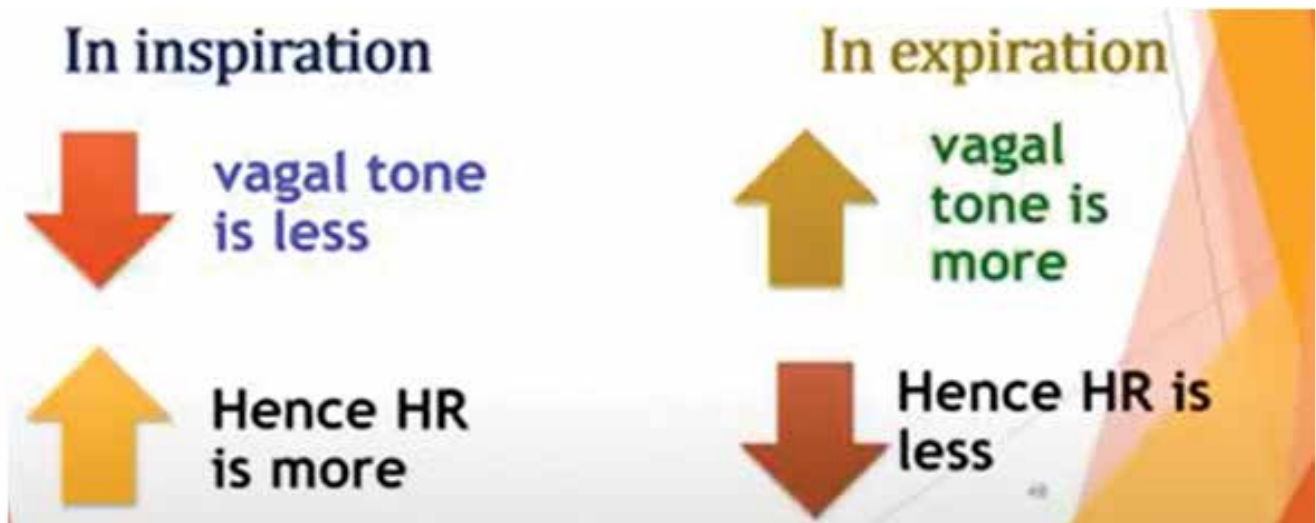 In inspiration
vagal tone
is less
Hence HR
is more
In expiration
vagal
tone is
more
Hence HR is
less